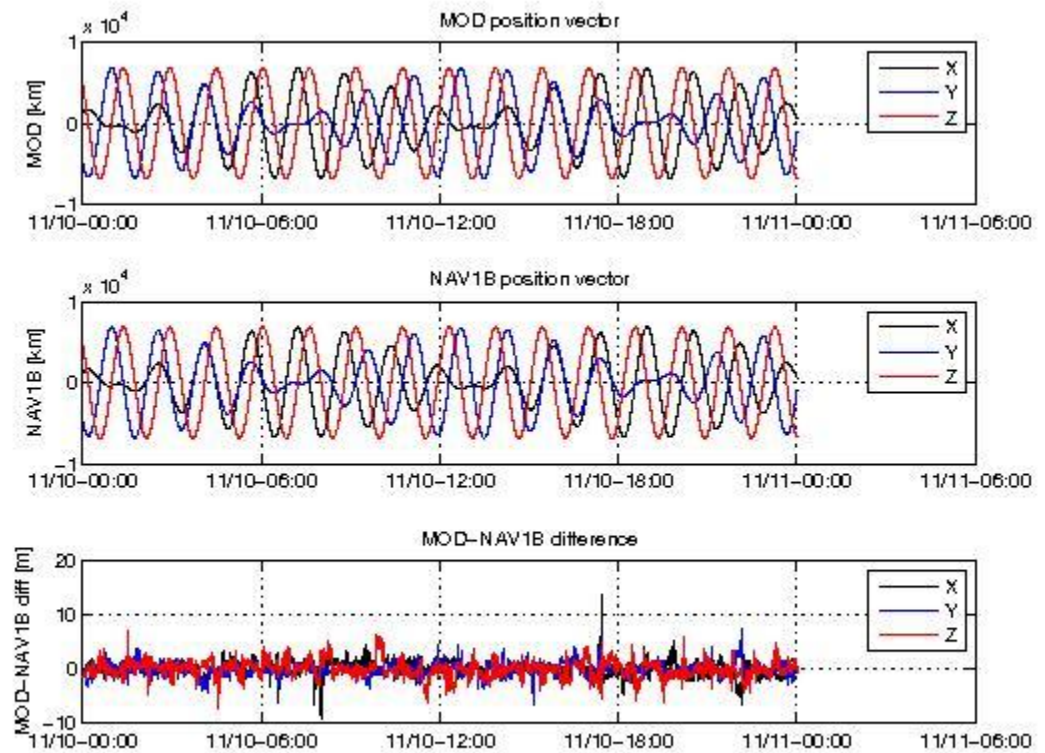 MOD position vector
x 10^4
1
0
−1
MOD [km]
X
Y
Z
11/10−00:00 11/10−06:00 11/10−12:00 11/10−18:00 11/11−00:00 11/11−06:00
NAV1B position vector
x 10^4
1
0
−1
NAV1B [km]
X
Y
Z
11/10−00:00 11/10−06:00 11/10−12:00 11/10−18:00 11/11−00:00 11/11−06:00
MOD−NAV1B difference
20
10
0
−10
MOD−NAV1B diff [m]
X
Y
Z
11/10−00:00 11/10−06:00 11/10−12:00 11/10−18:00 11/11−00:00 11/11−06:00